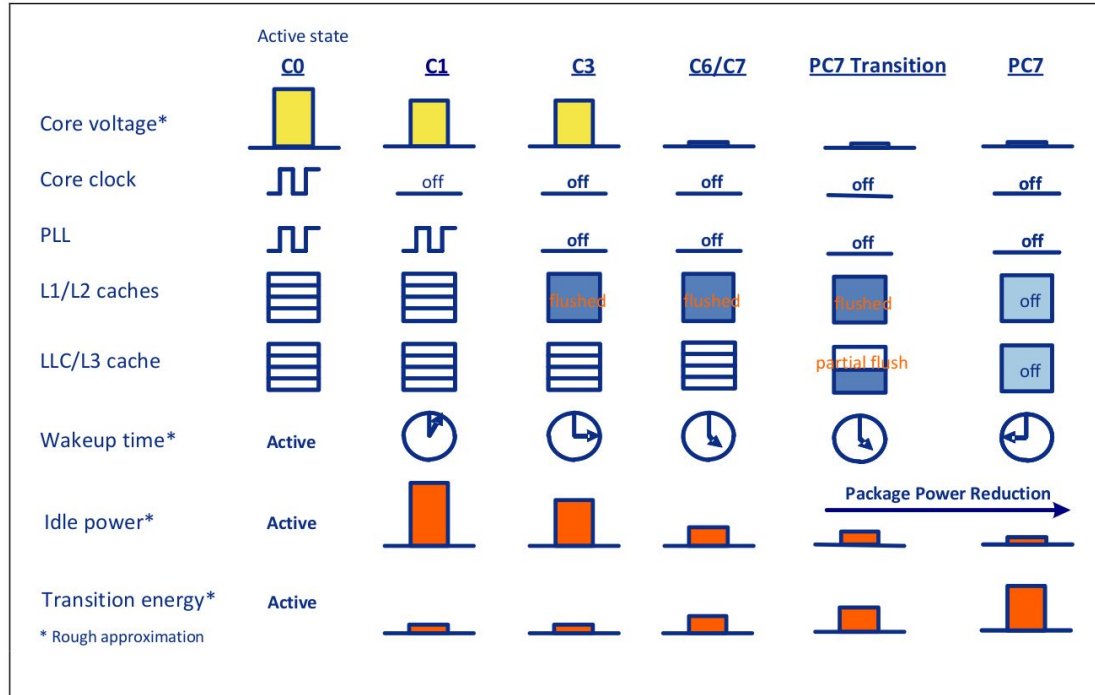 Active state
C0 C1 C3 C6/C7 PC7 Transition PC7
Core voltage*
Core clock off off off off off
PLL off off off off
L1/L2 caches flushed flushed flushed off
LLC/L3 cache partial flush off
Wakeup time* Active
Package Power Reduction
Idle power* Active
Transition energy* Active
* Rough approximation